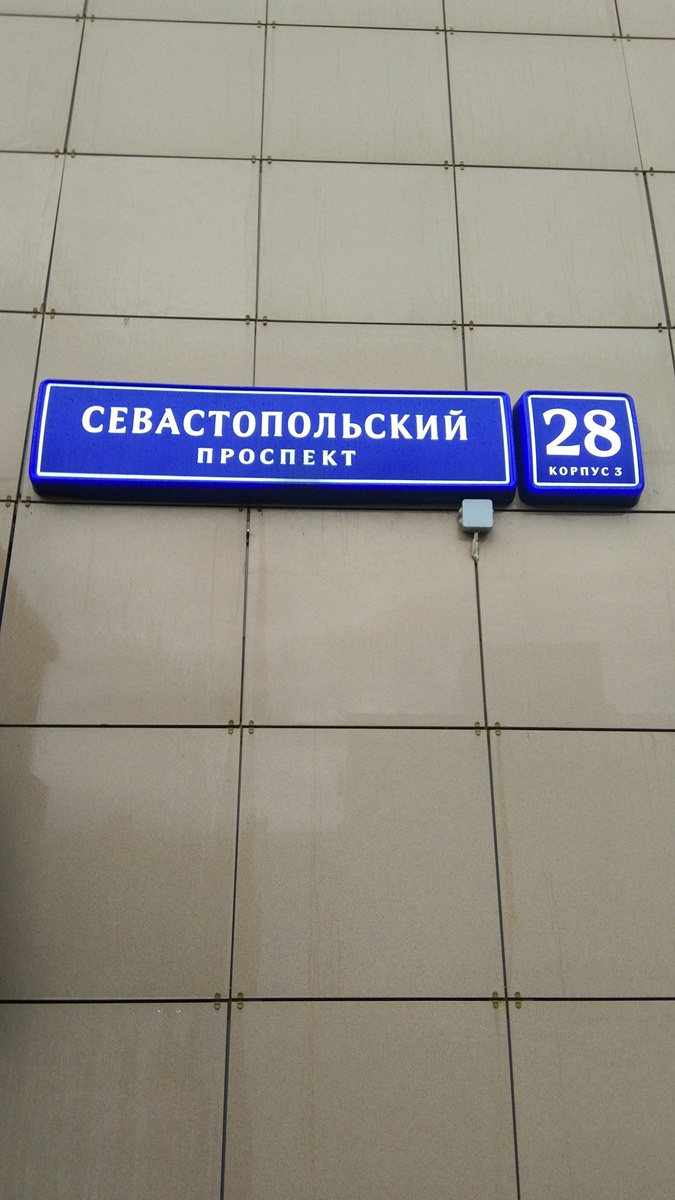 СЕВАСТОПОЛЬСКИЙ
ПРОСПЕКТ
28
КОРПУС 3